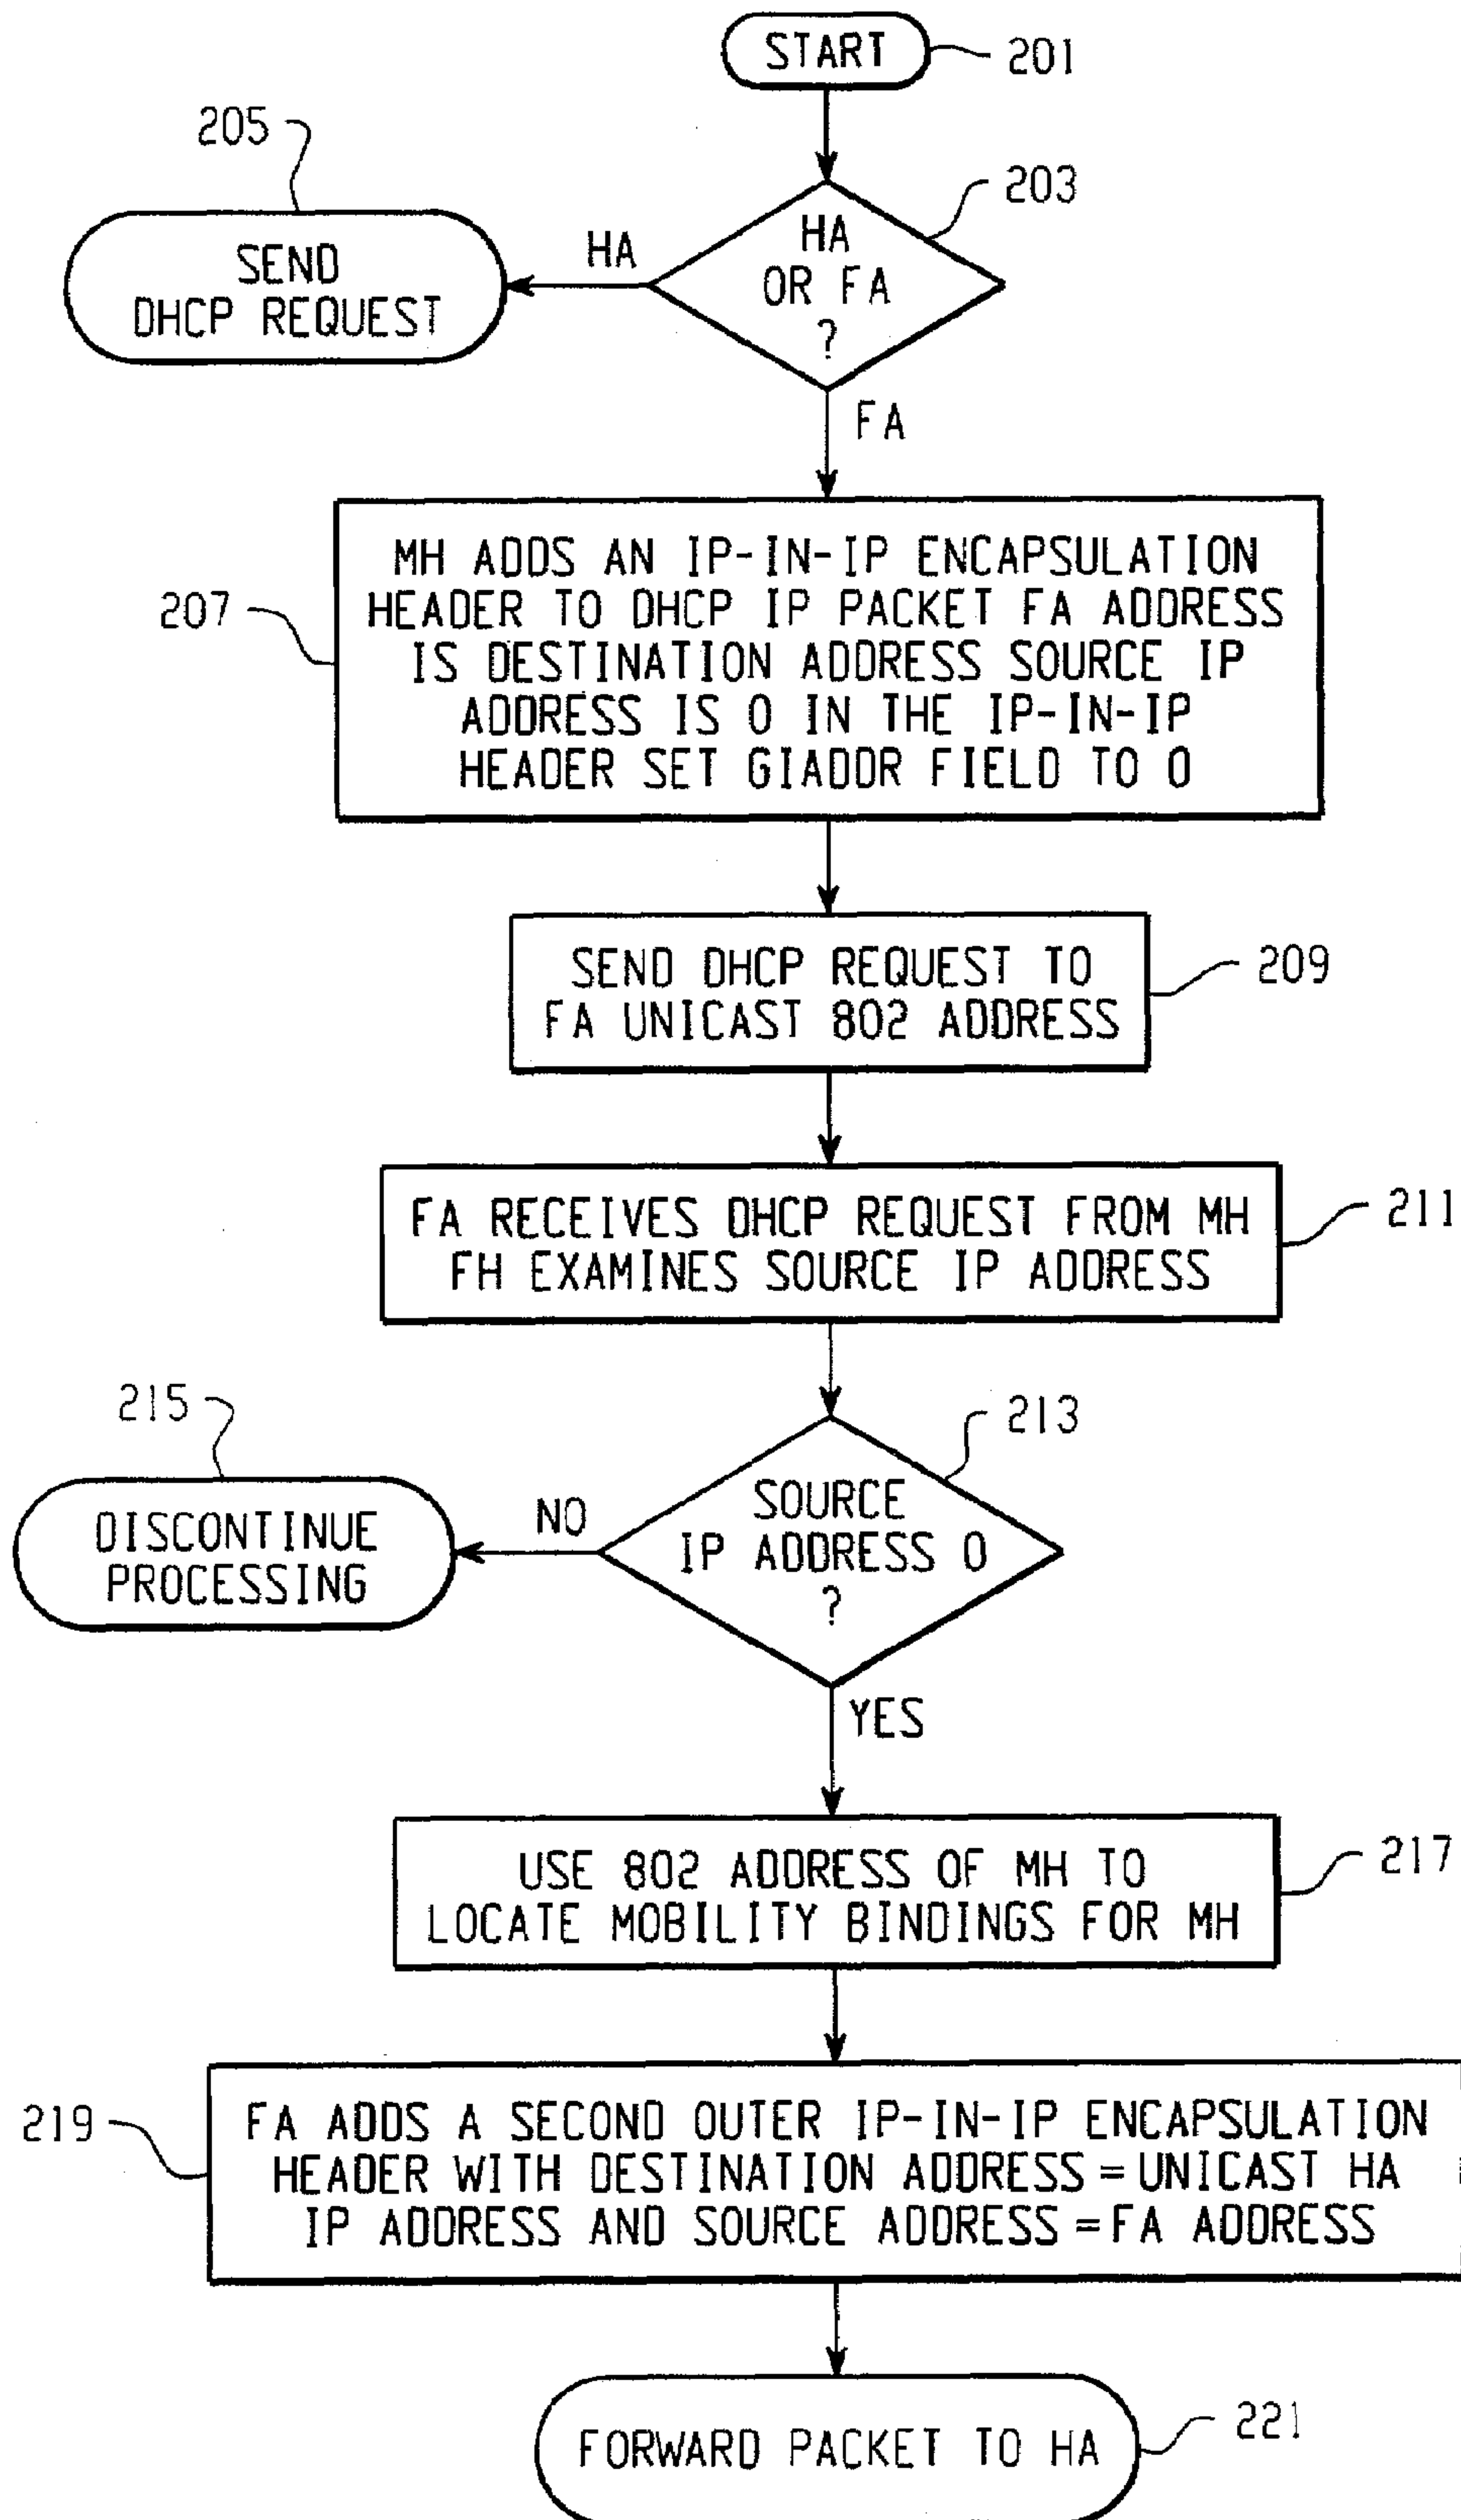 START
201
205
203
HA
OR FA
?
HA
SEND
DHCP REQUEST
FA
207
MH ADDS AN IP-IN-IP ENCAPSULATION
HEADER TO DHCP IP PACKET FA ADDRESS
IS DESTINATION ADDRESS SOURCE IP
ADDRESS IS 0 IN THE IP-IN-IP
HEADER SET GIADDR FIELD TO 0
SEND DHCP REQUEST TO
FA UNICAST 802 ADDRESS
209
FA RECEIVES DHCP REQUEST FROM MH
FH EXAMINES SOURCE IP ADDRESS
211
215
213
SOURCE
IP ADDRESS 0
?
NO
DISCONTINUE
PROCESSING
YES
USE 802 ADDRESS OF MH TO
LOCATE MOBILITY BINDINGS FOR MH
217
219
FA ADDS A SECOND OUTER IP-IN-IP ENCAPSULATION
HEADER WITH DESTINATION ADDRESS = UNICAST HA
IP ADDRESS AND SOURCE ADDRESS = FA ADDRESS
FORWARD PACKET TO HA
221